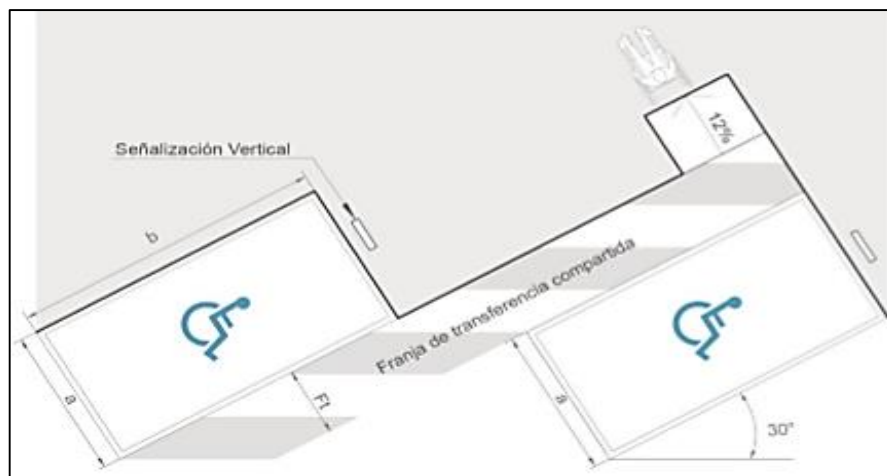 12%
Señalización Vertical
b
Franja de transferencia compartida
a
Ft
a
30°